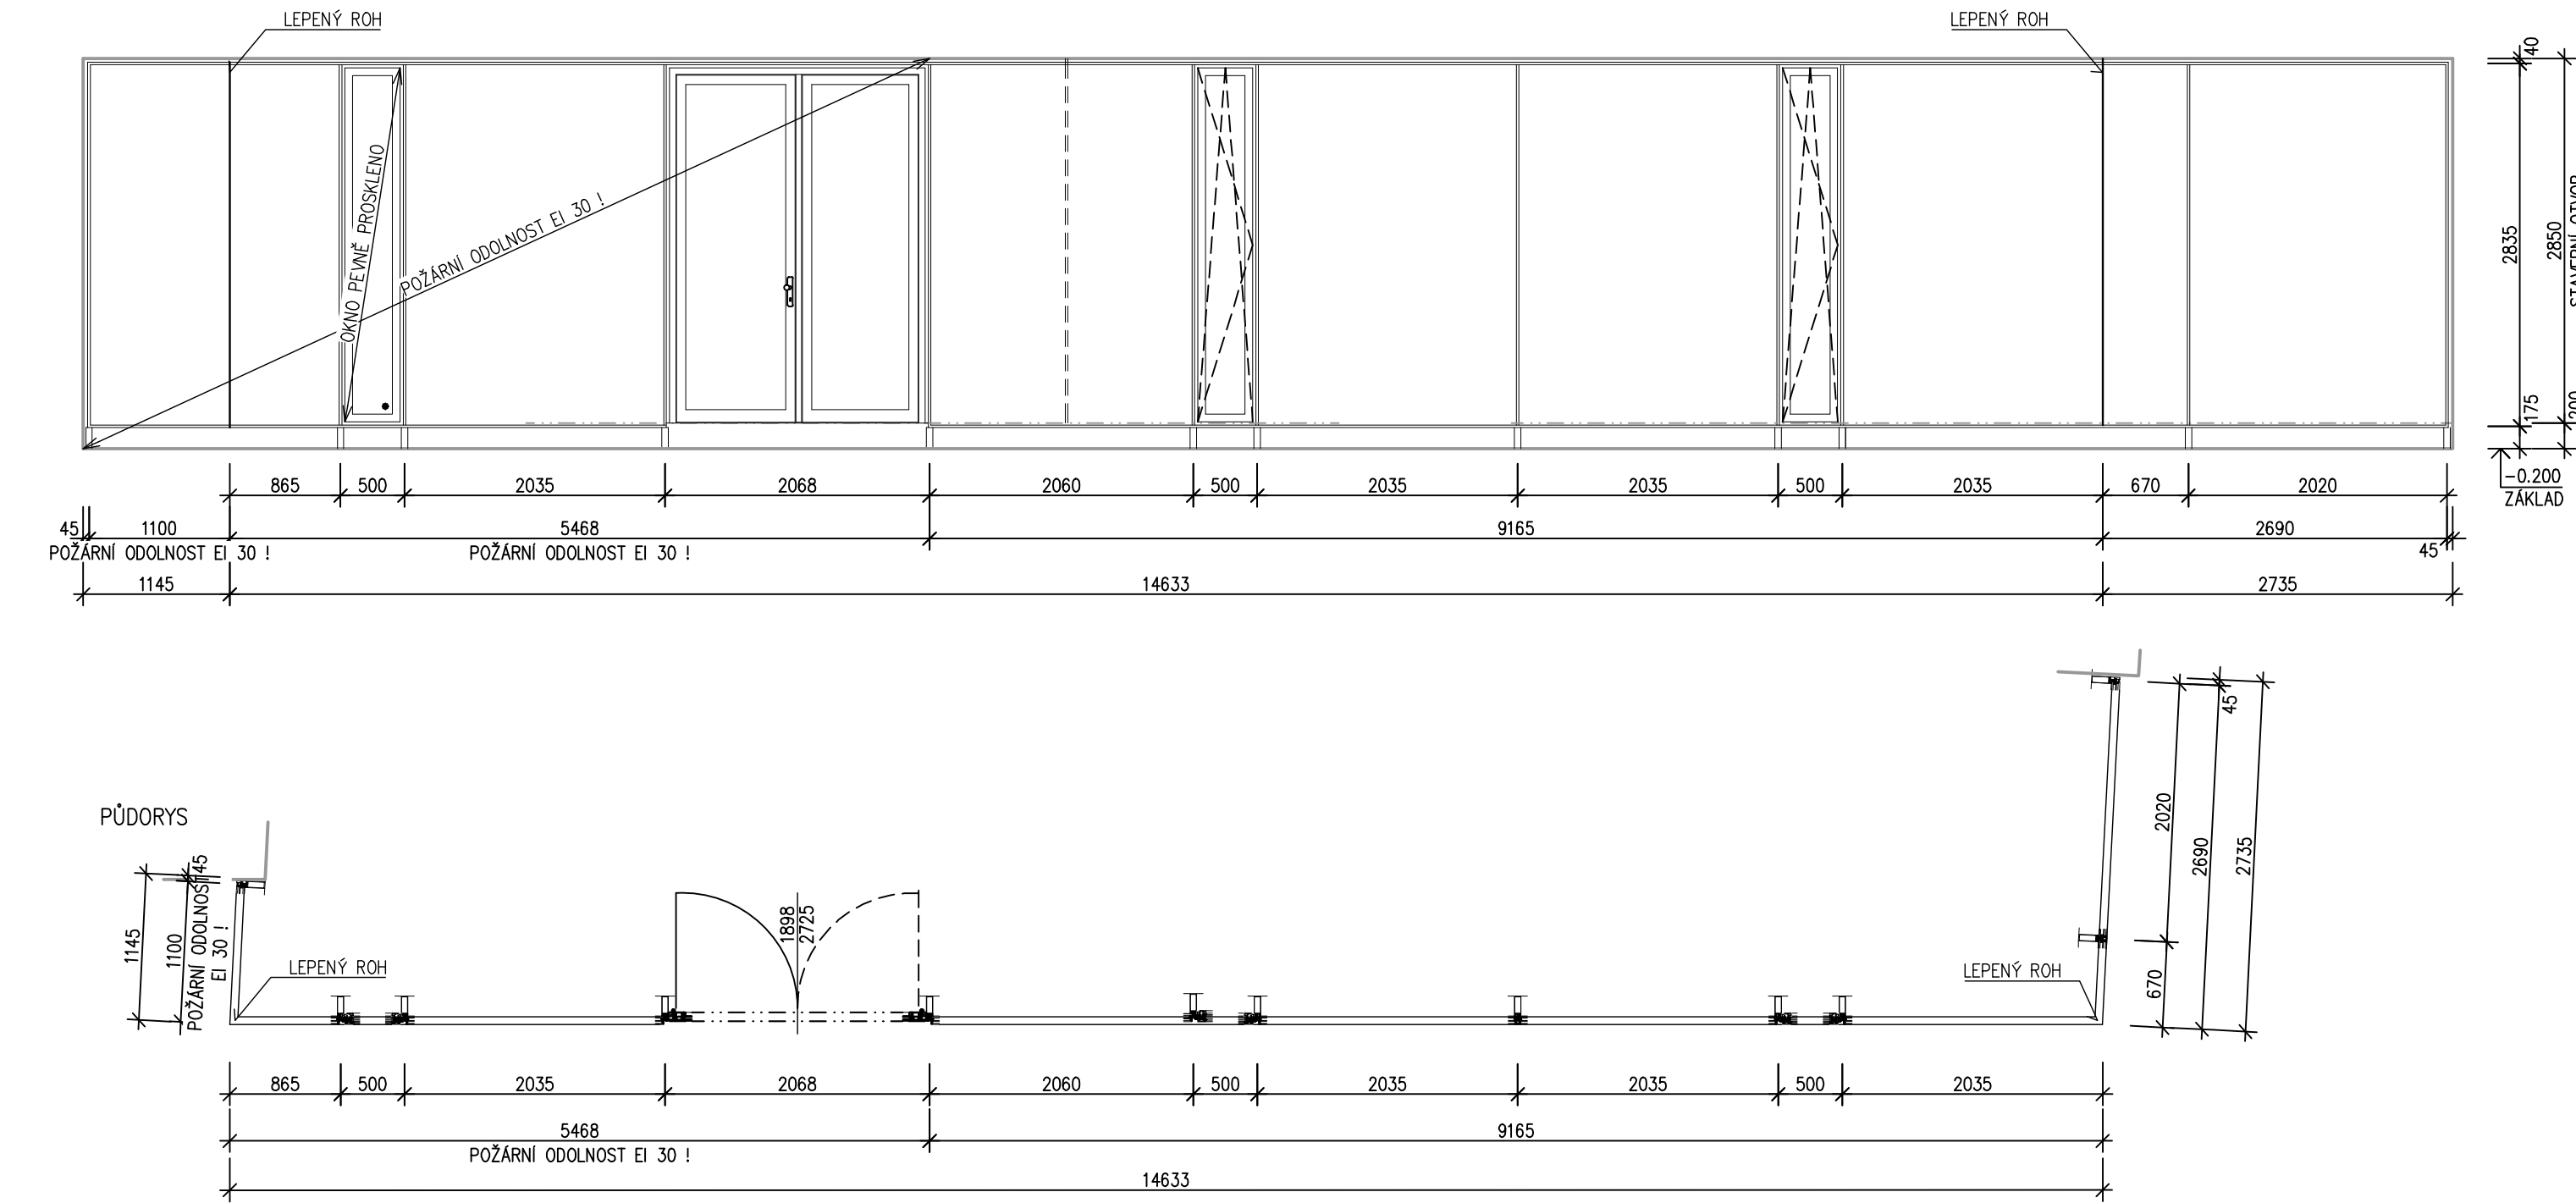 LEPENÝ ROH
LEPENÝ ROH
OKNO PEVNĚ PROSKLENO
POŽÁRNÍ ODOLNOST EI 30 !
40
2835
2850
STAVEBNÍ OTVOR
175
200
-0.200
ZÁKLAD
865 500 2035 2068 2060 500 2035 2035 500 2035 670 2020
45 1100 5468 9165 2690
POŽÁRNÍ ODOLNOST EI 30 ! POŽÁRNÍ ODOLNOST EI 30 ! 45
1145 14633 2735
PŮDORYS
45
1145
1100
POŽÁRNÍ ODOLNOST
EI 30 !
LEPENÝ ROH
1898
2725
LEPENÝ ROH
45
2020
2690
2735
670
865 500 2035 2068 2060 500 2035 2035 500 2035
5468 9165
POŽÁRNÍ ODOLNOST EI 30 !
14633